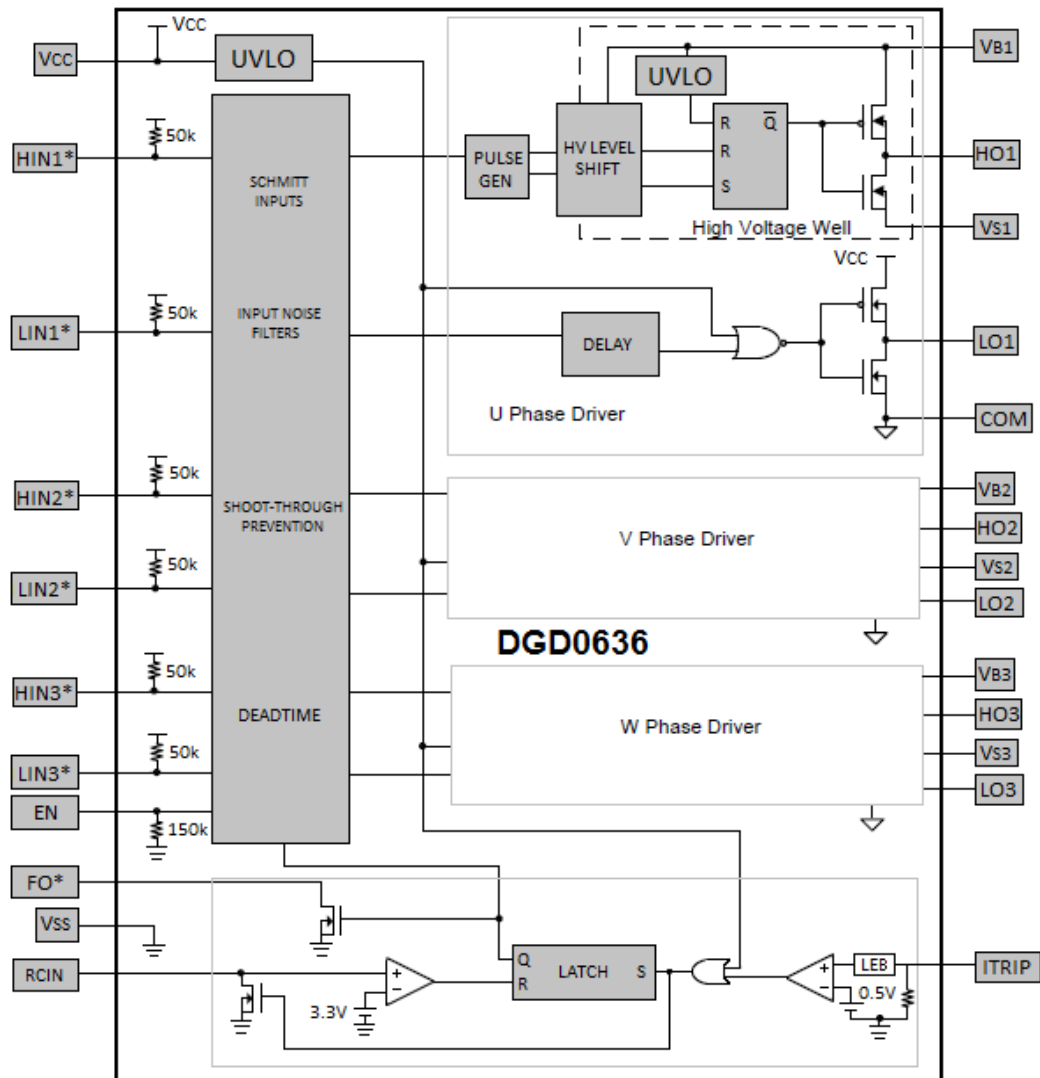 VCC
VCC
UVLO
VB1
UVLO
HIN1*
50k
SCHMITT
INPUTS
PULSE
GEN
HV LEVEL
SHIFT
R
R
S
Q
HO1
High Voltage Well
VS1
VCC
LIN1*
50k
INPUT NOISE
FILTERS
DELAY
LO1
U Phase Driver
COM
HIN2*
50k
SHOOT-THROUGH
PREVENTION
V Phase Driver
VB2
HO2
VS2
LO2
LIN2*
50k
DGD0636
HIN3*
50k
DEADTIME
W Phase Driver
VB3
HO3
VS3
LO3
LIN3*
50k
EN
150k
FO*
VSS
RCIN
3.3V
Q
R
LATCH
S
LEB
0.5V
ITRIP
+
−
+
−